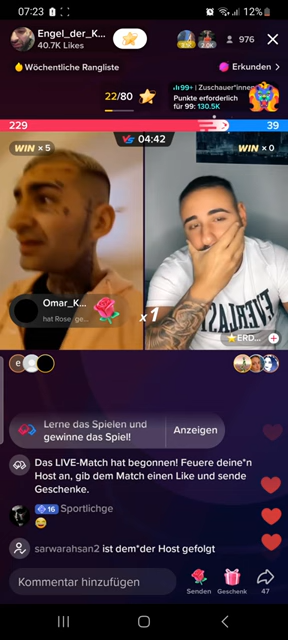 07:23
12%
Engel_der_K...
40.7K Likes
976
Wöchentliche Rangliste
Erkunden >
22/80
99+ | Zuschauer*innen
Punkte erforderlich
für 99: 130.5K
229
39
04:42
WIN x 5
WIN x 0
EVERLAST
Omar_K...
hat Rose ge...
x 1
ERD...
e
Lerne das Spielen und
gewinne das Spiel!
Anzeigen
Das LIVE-Match hat begonnen! Feuere deine*n
Host an, gib dem Match einen Like und sende
Geschenke.
16 Sportlichge
😂
sarwarahsan2 ist dem*der Host gefolgt
Kommentar hinzufügen
Senden
Geschenk
47